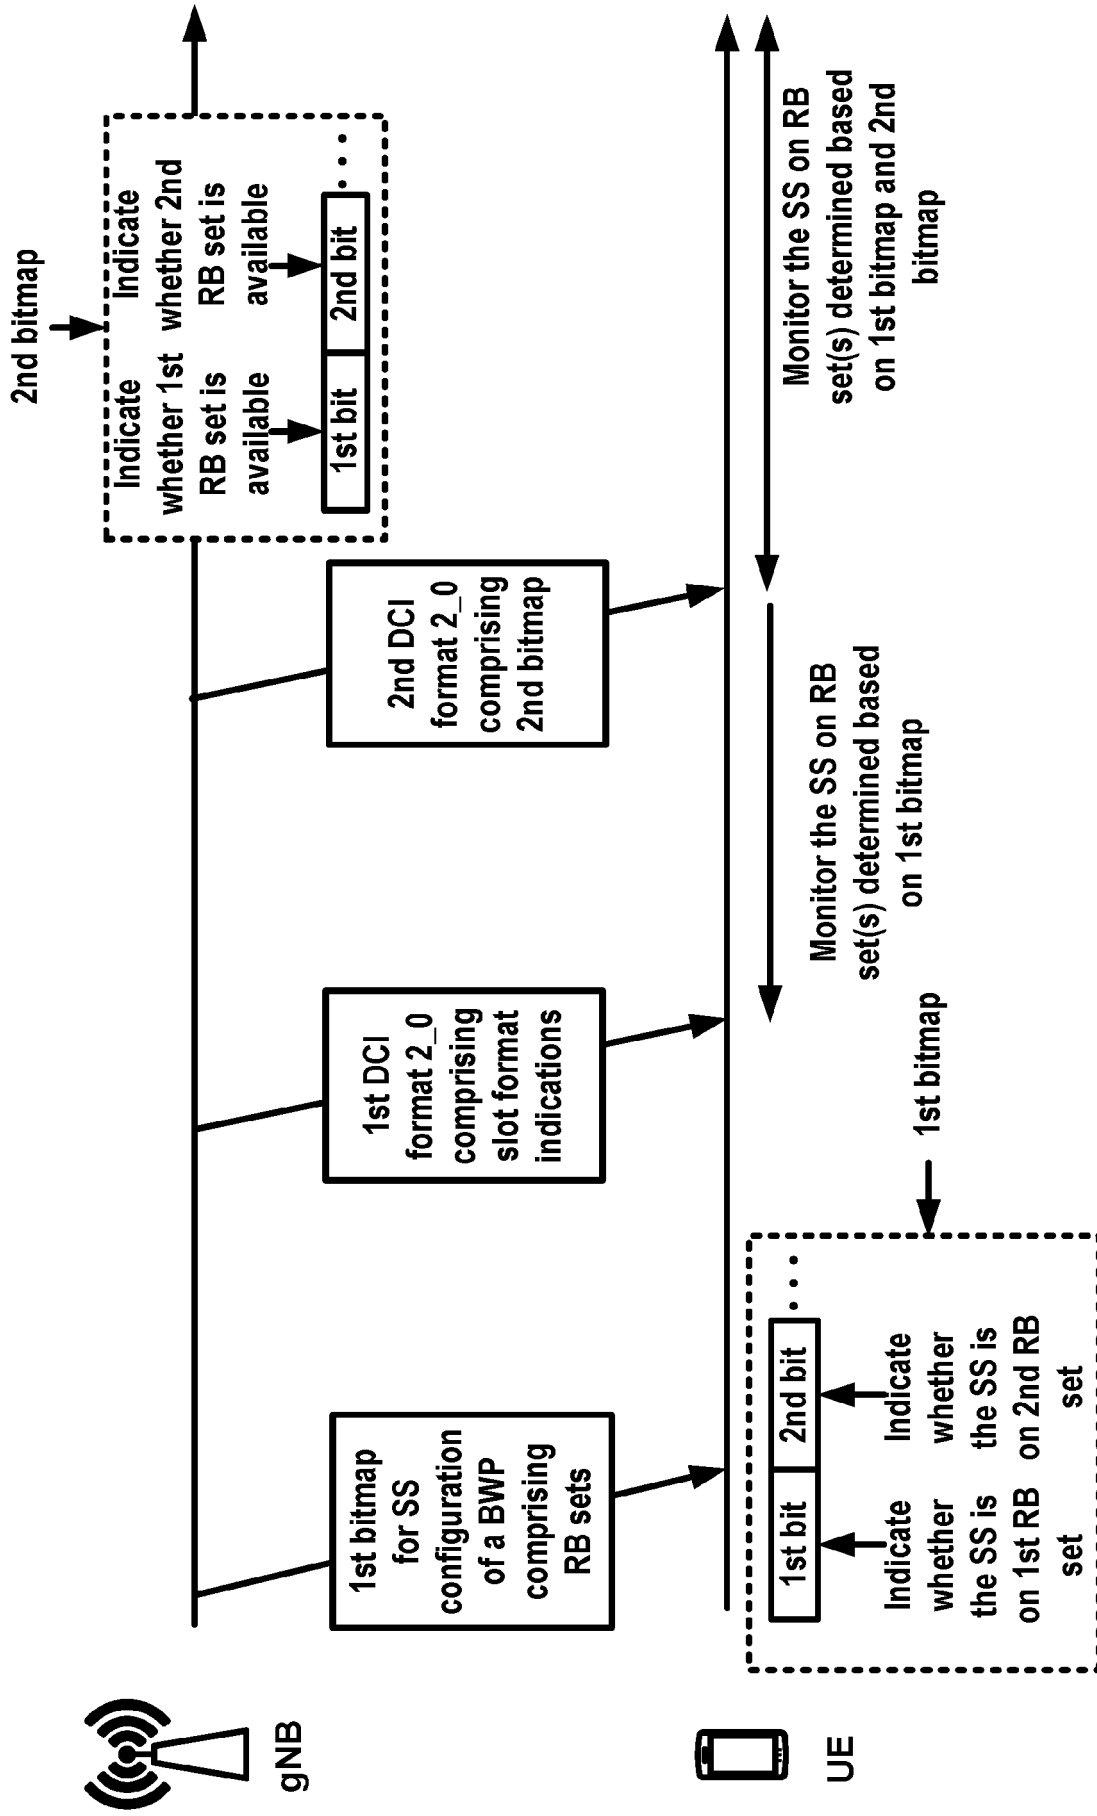 gNB
UE
1st bitmap
for SS
configuration
of a BWP
comprising
RB sets
1st bit
2nd bit
Indicate
whether
the SS is
on 1st RB
set
Indicate
whether
the SS is
on 2nd RB
set
1st bitmap
1st DCI
format 2_0
comprising
slot format
indications
Monitor the SS on RB
set(s) determined based
on 1st bitmap
2nd DCI
format 2_0
comprising
2nd bitmap
2nd bitmap
Indicate
whether 1st
RB set is
available
Indicate
whether 2nd
RB set is
available
1st bit
2nd bit
Monitor the SS on RB
set(s) determined based
on 1st bitmap and 2nd
bitmap